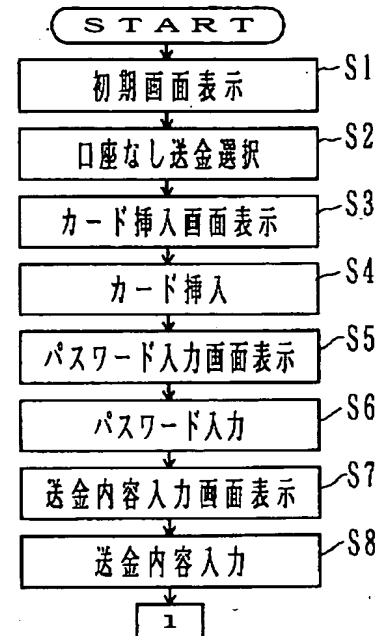 START
初期画面表示 S1
口座なし送金選択 S2
カード挿入画面表示 S3
カード挿入 S4
パスワード入力画面表示 S5
パスワード入力 S6
送金内容入力画面表示 S7
送金内容入力 S8
1